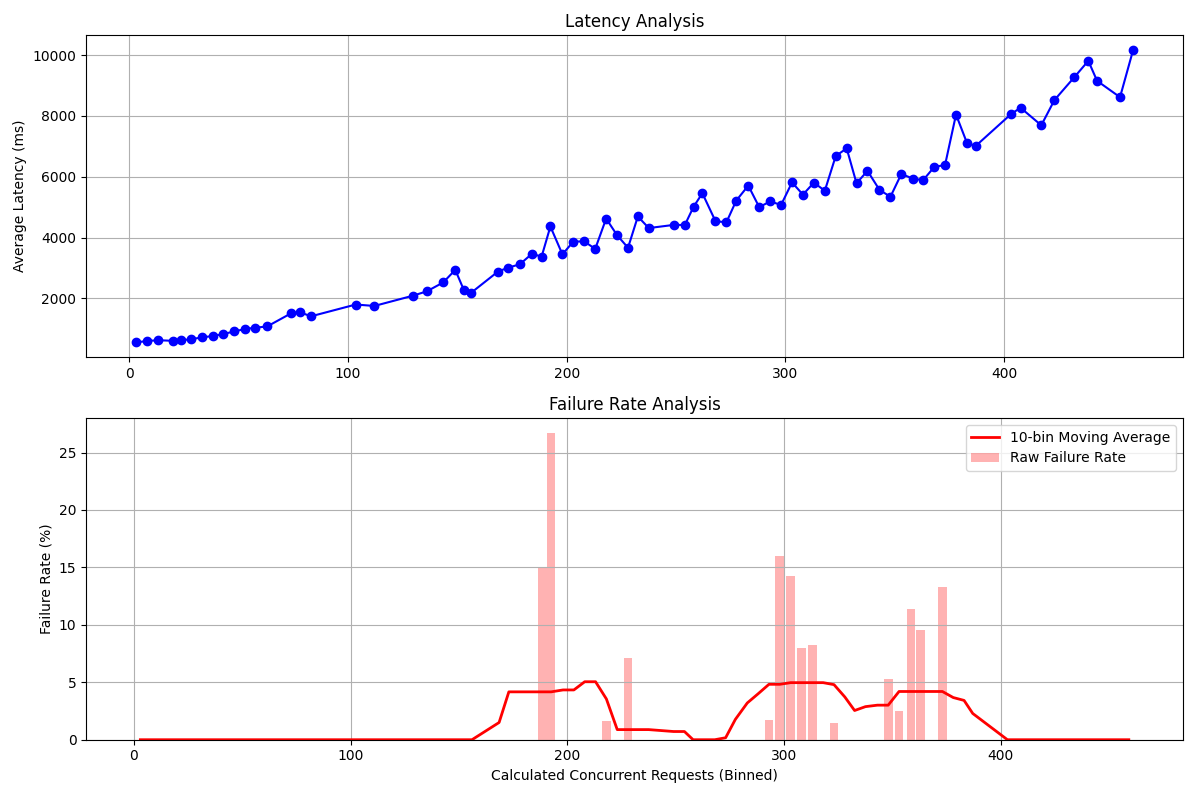 Latency Analysis
10000
8000
6000
4000
2000
Average Latency (ms)
0 100 200 300 400
Failure Rate Analysis
10-bin Moving Average
Raw Failure Rate
25
20
15
10
5
0
Failure Rate (%)
0 100 200 300 400
Calculated Concurrent Requests (Binned)